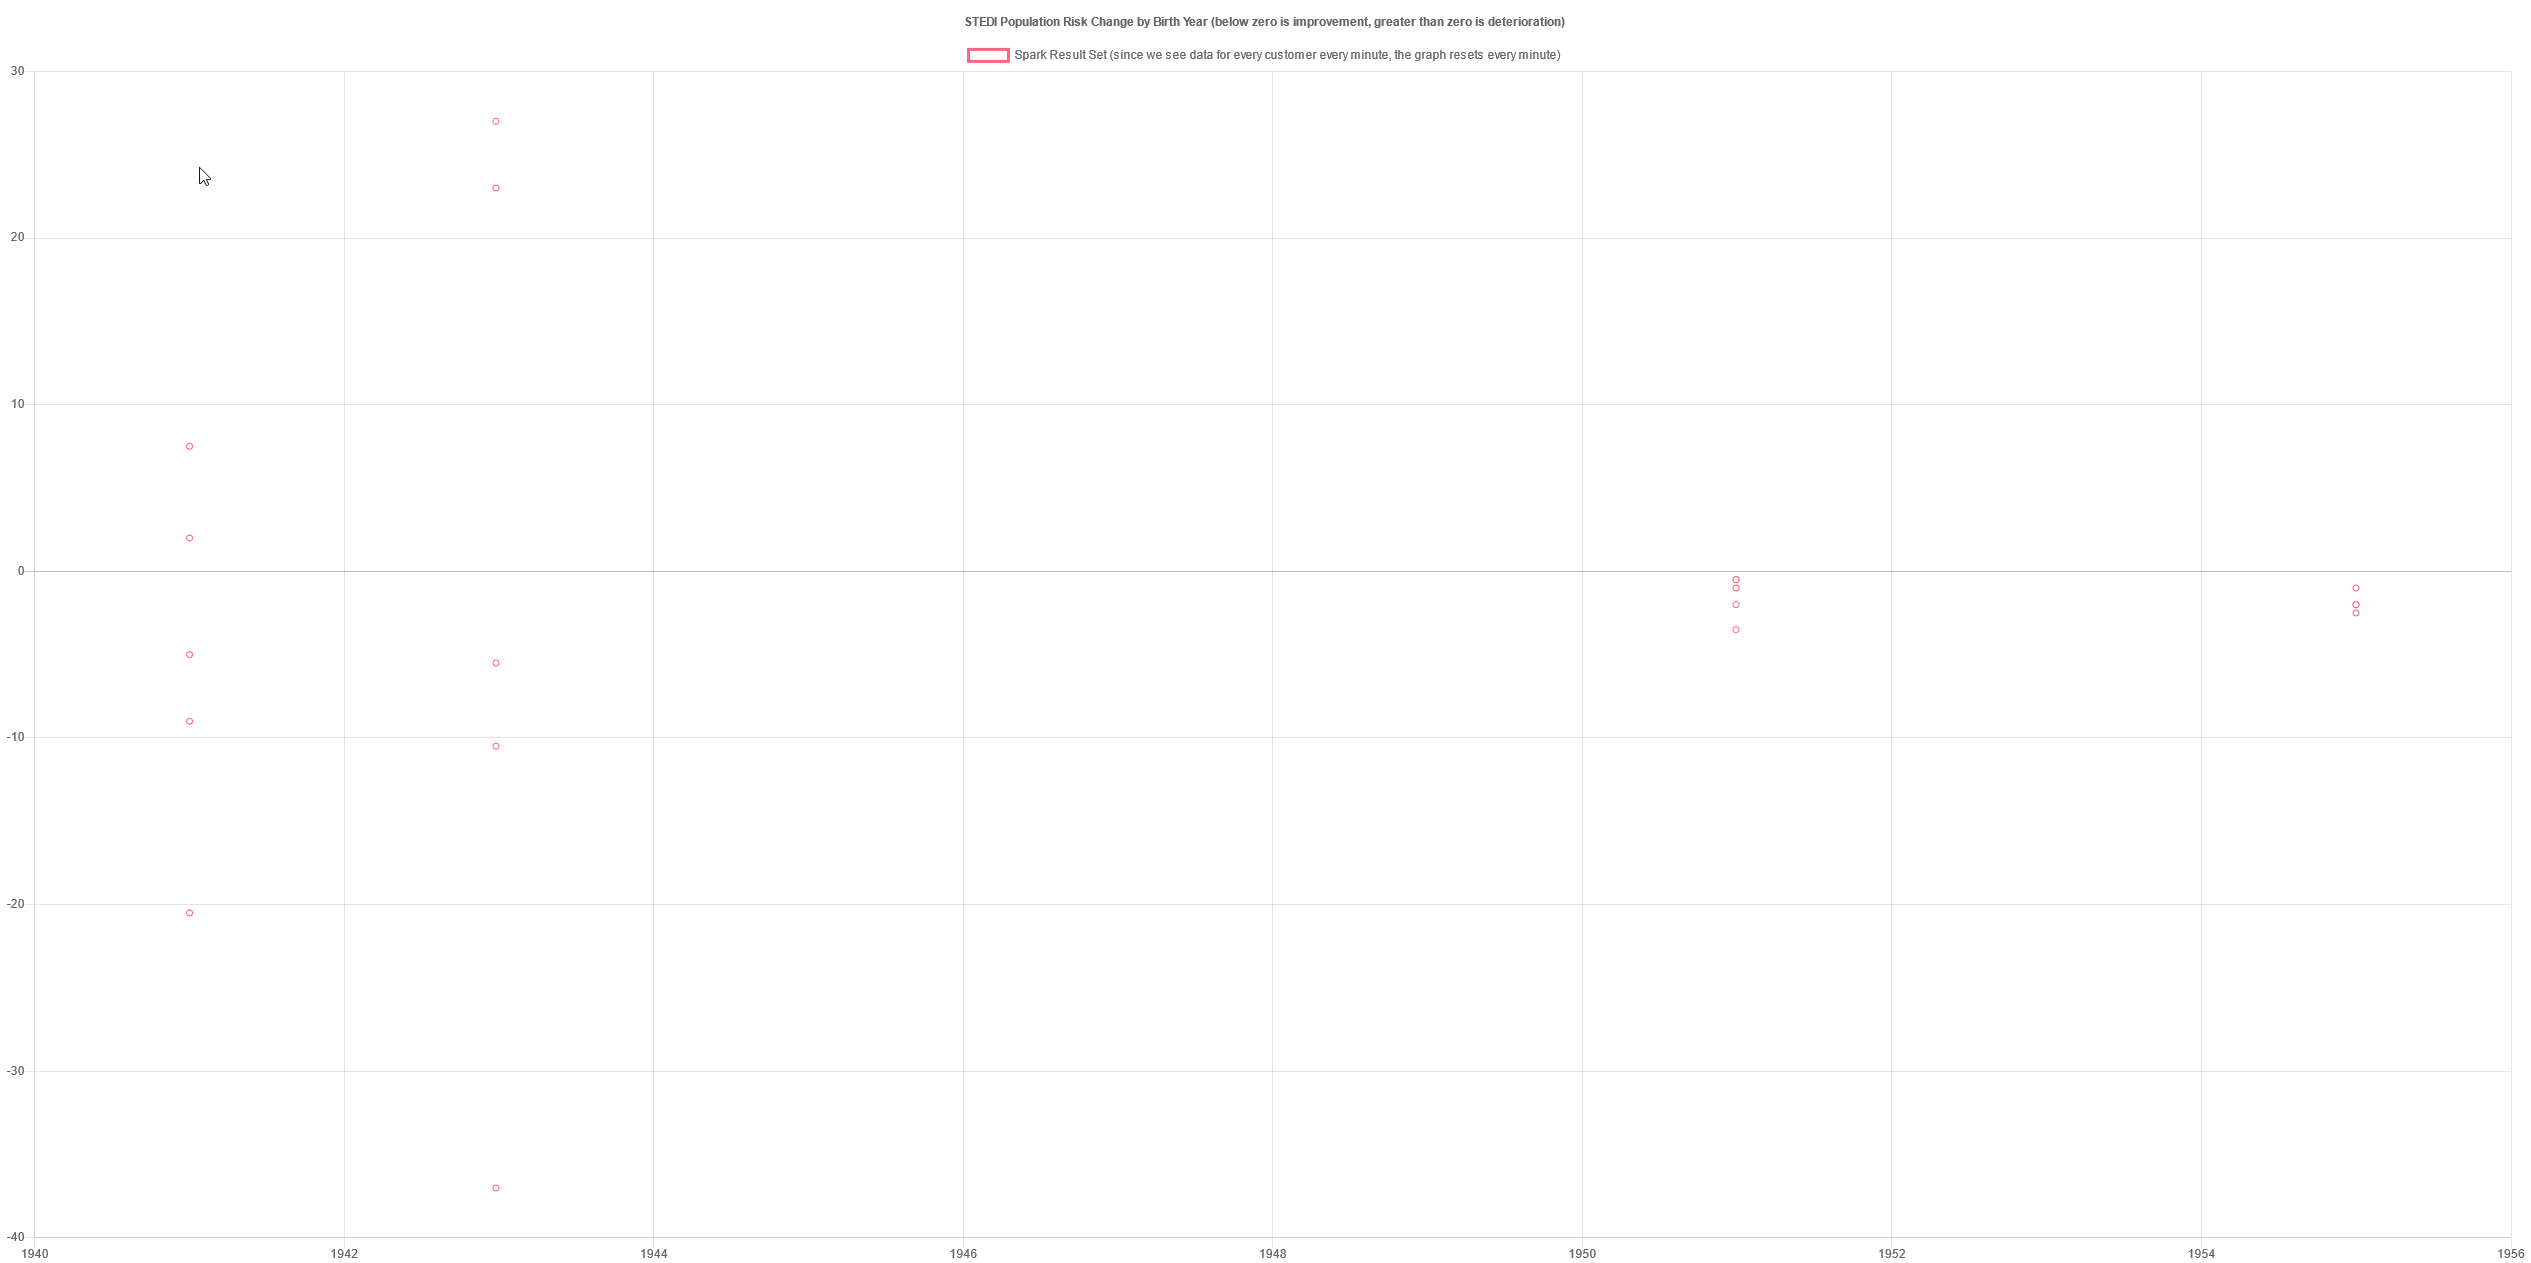 STEDI Population Risk Change by Birth Year (below zero is improvement, greater than zero is deterioration)
Spark Result Set (since we see data for every customer every minute, the graph resets every minute)
30
20
10
0
-10
-20
-30
-40
1940 1942 1944 1946 1948 1950 1952 1954 1956